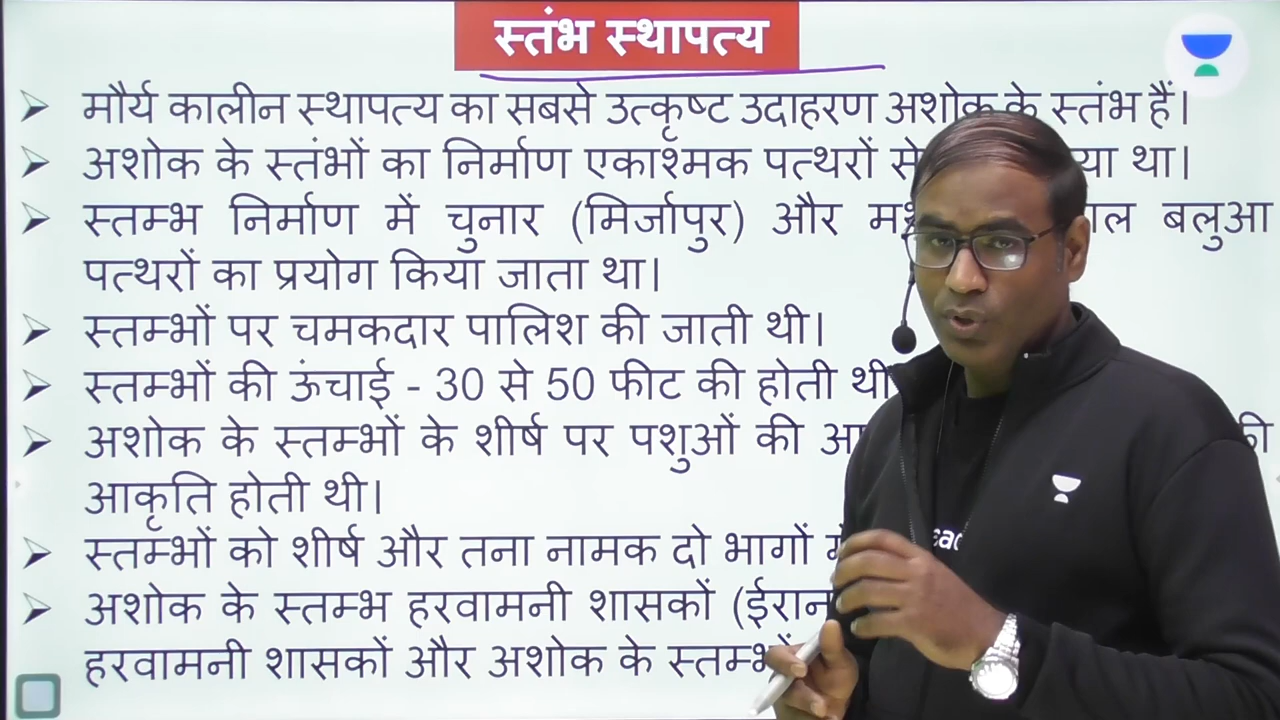 स्तंभ स्थापत्य
मौर्य कालीन स्थापत्य का सबसे उत्कृष्ट उदाहरण अशोक के स्तंभ हैं।
अशोक के स्तंभों का निर्माण एकाश्मक पत्थरों से या था।
स्तम्भ निर्माण में चुनार (मिर्जापुर) और बलुआ
पत्थरों का प्रयोग किया जाता था।
स्तम्भों पर चमकदार पालिश की जाती थी।
स्तम्भों की ऊंचाई - 30 से 50 फीट की होती थी
अशोक के स्तम्भों के शीर्ष पर पशुओं की की
आकृति होती थी।
स्तम्भों को शीर्ष और तना नामक दो भागों
अशोक के स्तम्भ हरवामनी शासकों (ईरान
हरवामनी शासकों और अशोक के